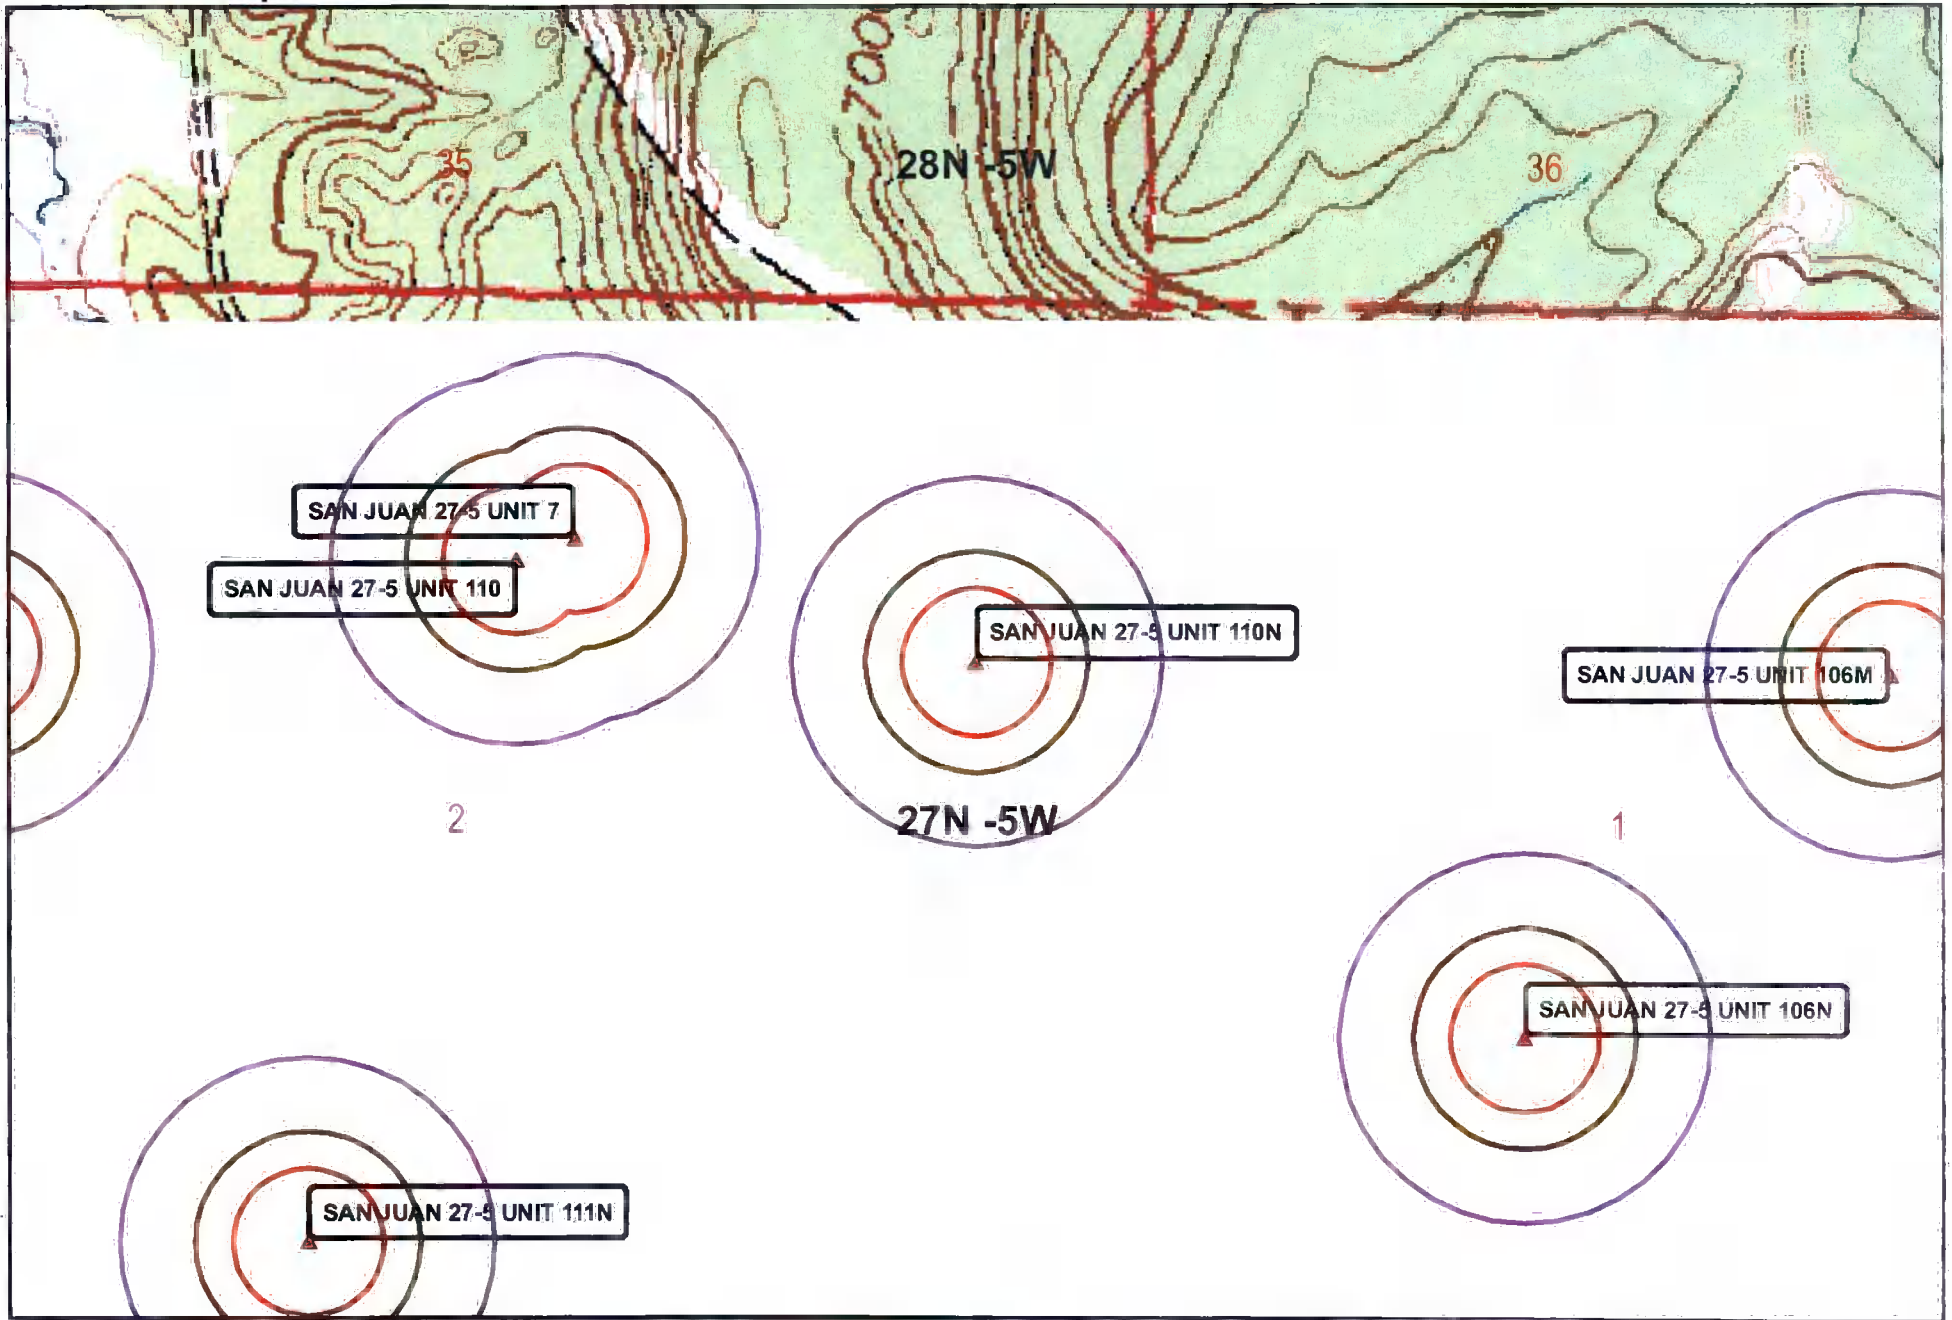 700
35
28N -5W
36
SAN JUAN 27-5 UNIT 7
SAN JUAN 27-5 UNIT 110
SAN JUAN 27-5 UNIT 110N
SAN JUAN 27-5 UNIT 106M
2
27N -5W
1
SAN JUAN 27-5 UNIT 106N
SAN JUAN 27-5 UNIT 111N